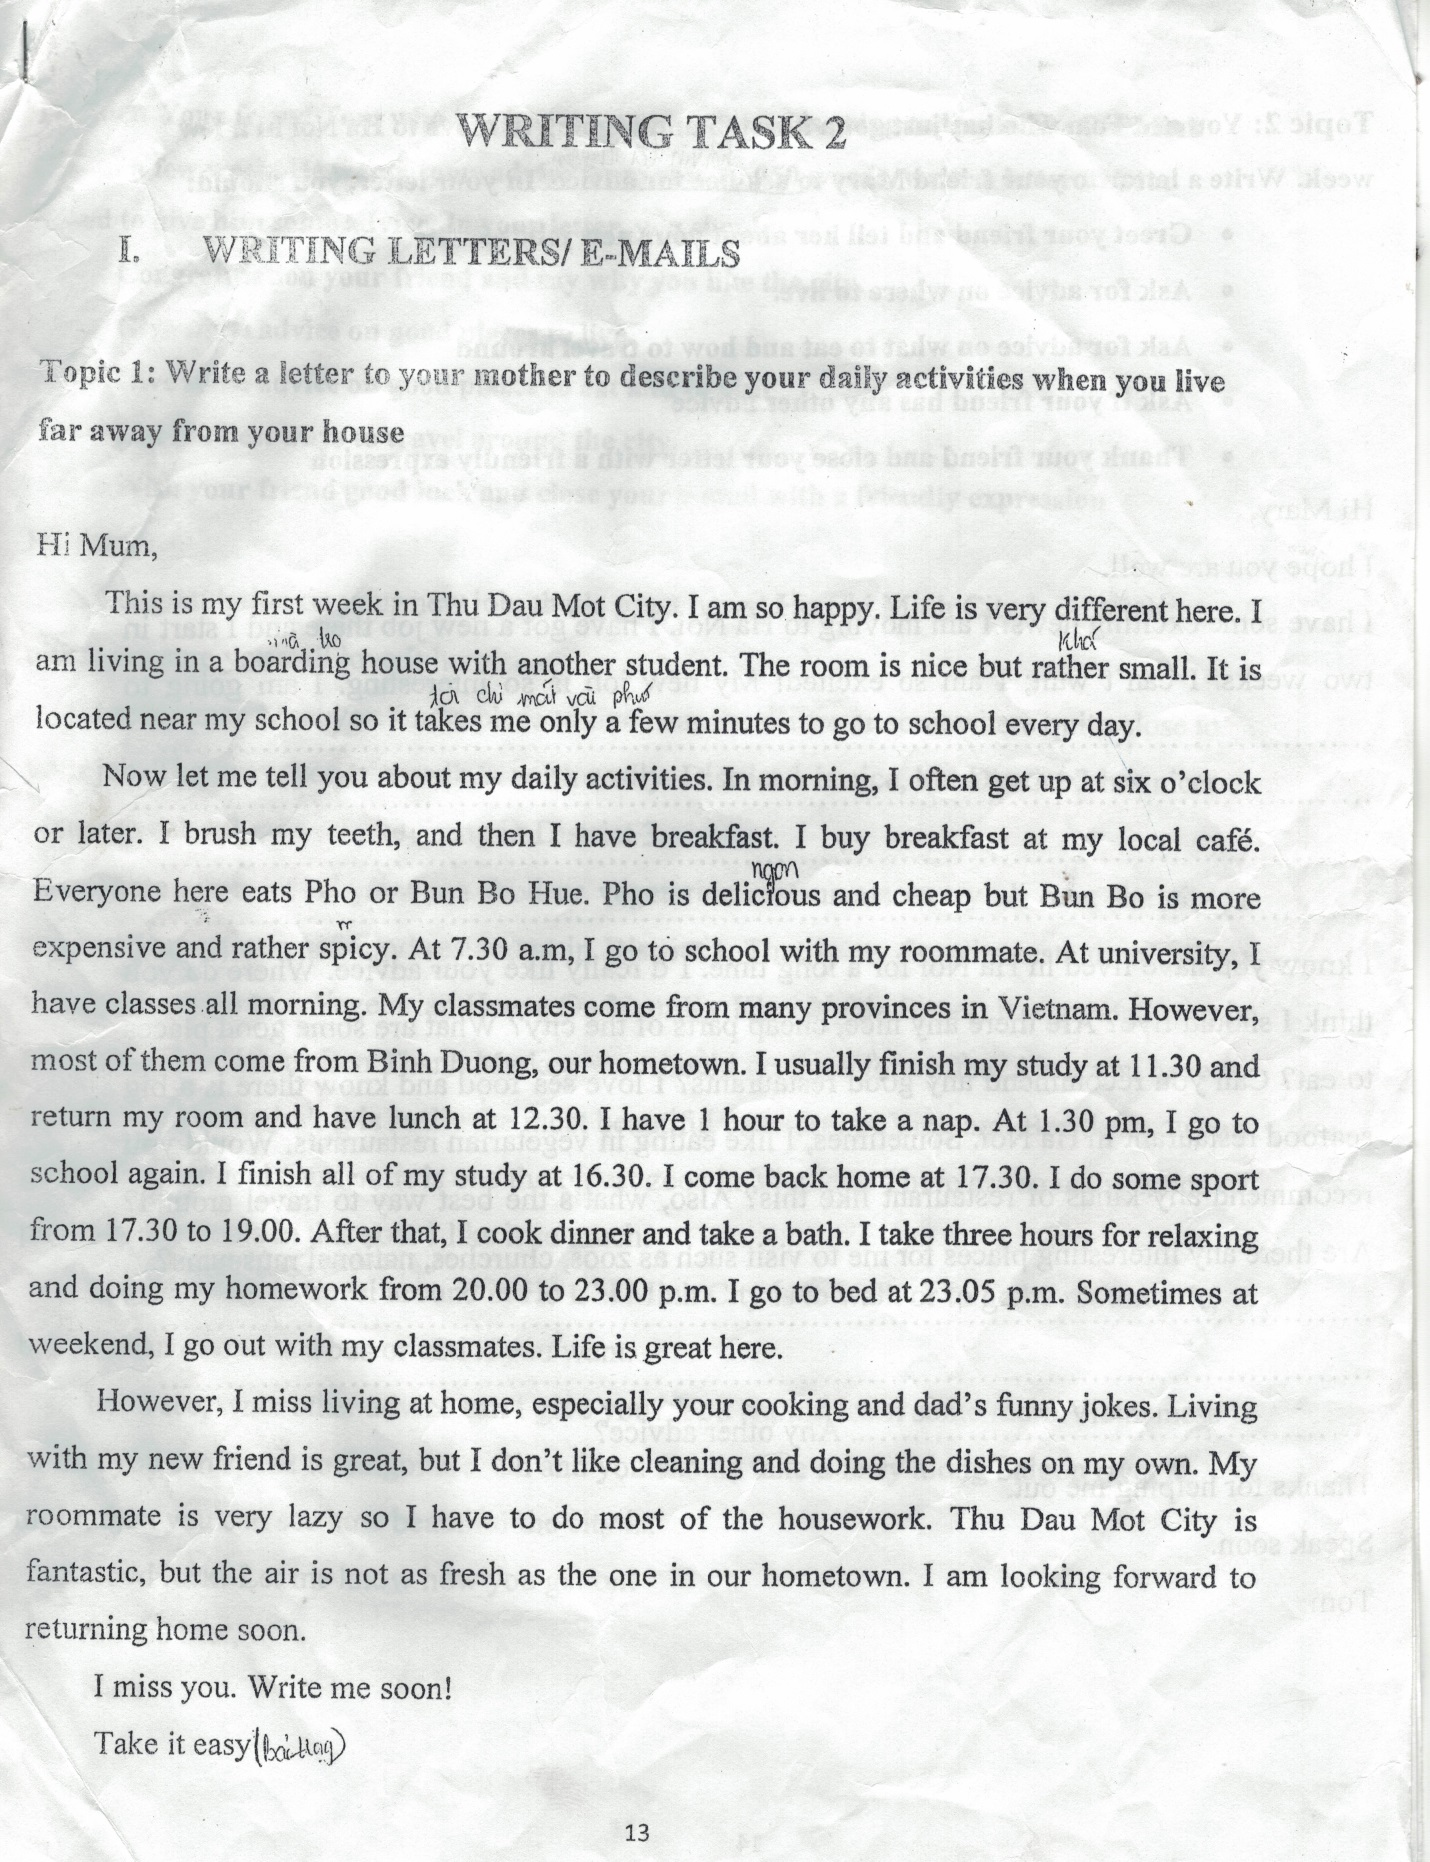 WRITING TASK 2
I. WRITING LETTERS/ E-MAILS
Topic 1: Write a letter to your mother to describe your daily activities when you live
far away from your house
Hi Mum,
This is my first week in Thu Dau Mot City. I am so happy. Life is very different here. I
khá
am living in a boarding house with another student. The room is nice but rather small. It is
tôi chỉ mất vài phút
located near my school so it takes me only a few minutes to go to school every day.
Now let me tell you about my daily activities. In morning, I often get up at six o'clock
or later. I brush my teeth, and then I have breakfast. I buy breakfast at my local café.
ngon
Everyone here eats Pho or Bun Bo Hue. Pho is delicious and cheap but Bun Bo is more
expensive and rather spicy. At 7.30 a.m, I go to school with my roommate. At university, I
have classes all morning. My classmates come from many provinces in Vietnam. However,
most of them come from Binh Duong, our hometown. I usually finish my study at 11.30 and
return my room and have lunch at 12.30. I have 1 hour to take a nap. At 1.30 pm, I go to
school again. I finish all of my study at 16.30. I come back home at 17.30. I do some sport
from 17.30 to 19.00. After that, I cook dinner and take a bath. I take three hours for relaxing
and doing my homework from 20.00 to 23.00 p.m. I go to bed at 23.05 p.m. Sometimes at
weekend, I go out with my classmates. Life is great here.
However, I miss living at home, especially your cooking and dad's funny jokes. Living
with my new friend is great, but I don't like cleaning and doing the dishes on my own. My
roommate is very lazy so I have to do most of the housework. Thu Dau Mot City is
fantastic, but the air is not as fresh as the one in our hometown. I am looking forward to
returning home soon.
I miss you. Write me soon!
Take it easy
13